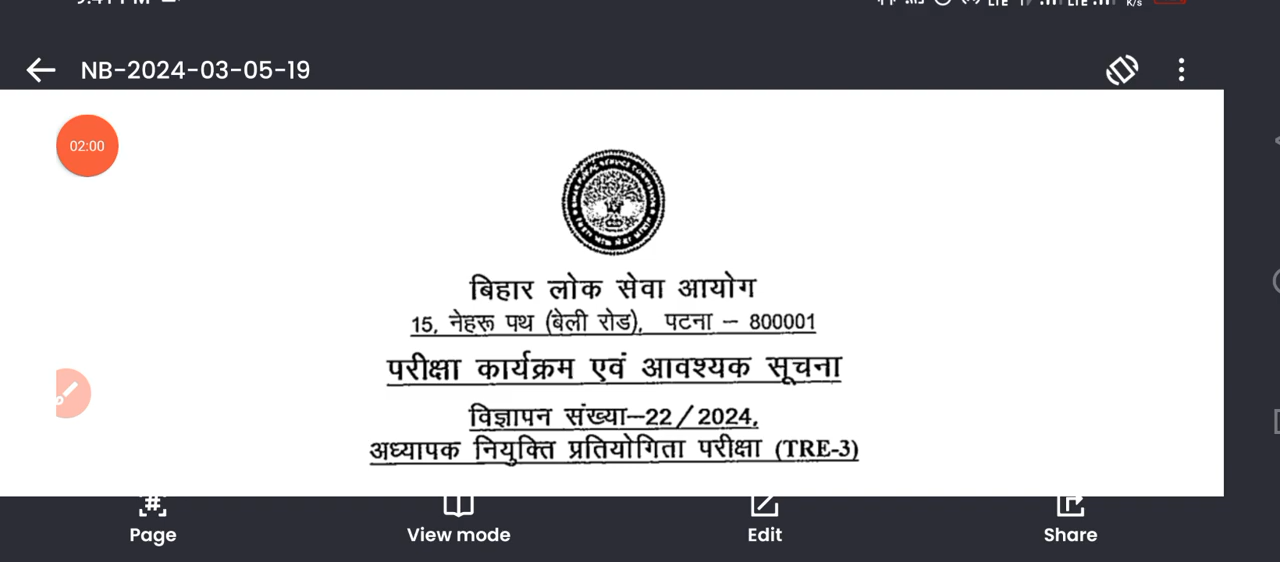 NB-2024-03-05-19
02:00
बिहार लोक सेवा आयोग
15, नेहरू पथ (बेली रोड), पटना – 800001
परीक्षा कार्यक्रम एवं आवश्यक सूचना
विज्ञापन संख्या–22/2024,
अध्यापक नियुक्ति प्रतियोगिता परीक्षा (TRE-3)
Page View mode Edit Share